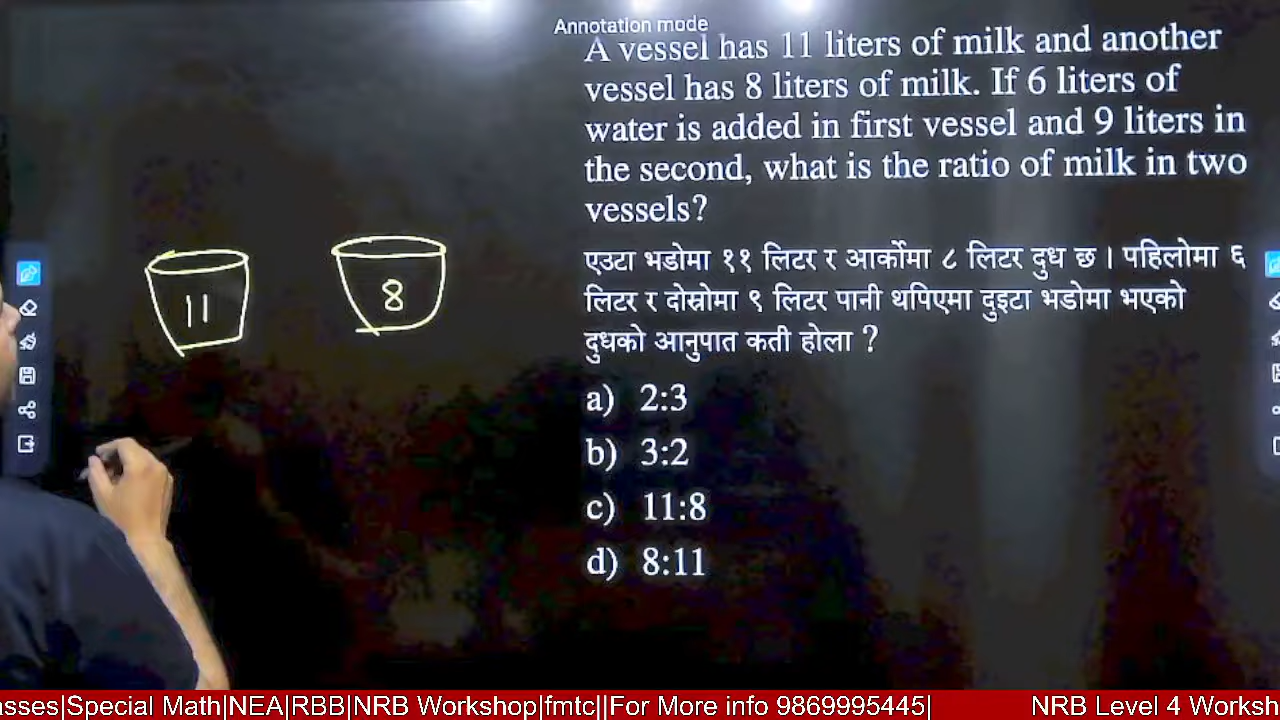 Annotation mode
A vessel has 11 liters of milk and another
vessel has 8 liters of milk. If 6 liters of
water is added in first vessel and 9 liters in
the second, what is the ratio of milk in two
vessels?
एउटा भडोमा ११ लिटर र आर्कोमा ८ लिटर दुध छ । पहिलोमा ६
लिटर र दोस्रोमा ९ लिटर पानी थपिएमा दुइटा भडोमा भएको
दुधको आनुपात कती होला ?
a) 2:3
b) 3:2
c) 11:8
d) 8:11
11
8
asses|Special Math|NEA|RBB|NRB Workshop|fmtc||For More info 9869995445| NRB Level 4 Worksh